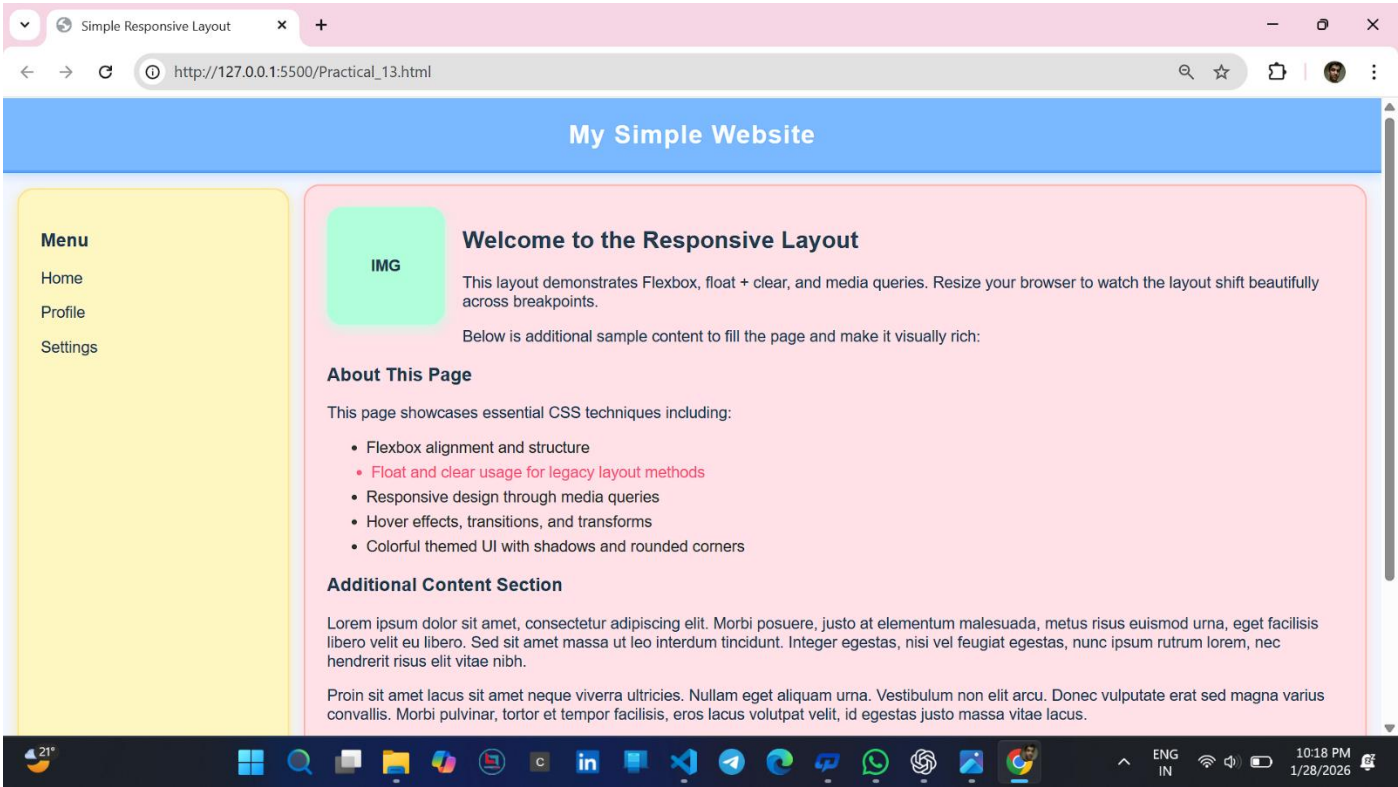 Simple Responsive Layout
http://127.0.0.1:5500/Practical_13.html
My Simple Website
Menu
Home
Profile
Settings
IMG
Welcome to the Responsive Layout
This layout demonstrates Flexbox, float + clear, and media queries. Resize your browser to watch the layout shift beautifully
across breakpoints.
Below is additional sample content to fill the page and make it visually rich:
About This Page
This page showcases essential CSS techniques including:
• Flexbox alignment and structure
• Float and clear usage for legacy layout methods
• Responsive design through media queries
• Hover effects, transitions, and transforms
• Colorful themed UI with shadows and rounded corners
Additional Content Section
Lorem ipsum dolor sit amet, consectetur adipiscing elit. Morbi posuere, justo at elementum malesuada, metus risus euismod urna, eget facilisis
libero velit eu libero. Sed sit amet massa ut leo interdum tincidunt. Integer egestas, nisi vel feugiat egestas, nunc ipsum rutrum lorem, nec
hendrerit risus elit vitae nibh.
Proin sit amet lacus sit amet neque viverra ultricies. Nullam eget aliquam urna. Vestibulum non elit arcu. Donec vulputate erat sed magna varius
convallis. Morbi pulvinar, tortor et tempor facilisis, eros lacus volutpat velit, id egestas justo massa vitae lacus.
21°
C
in
ENG
IN
10:18 PM
1/28/2026